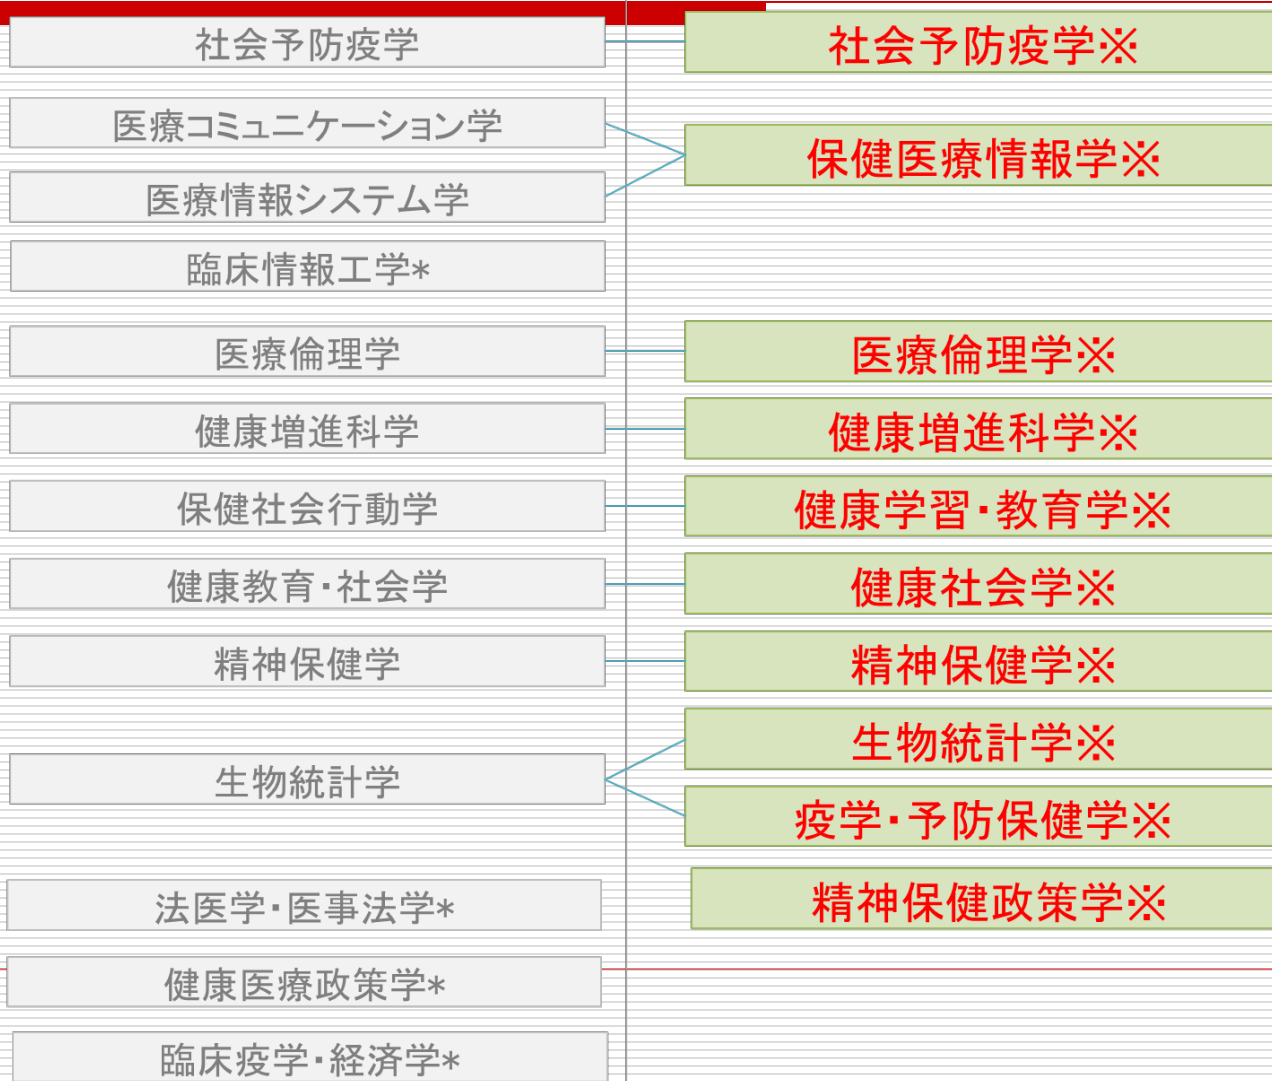 社会予防疫学
社会予防疫学※
医療コミュニケーション学
保健医療情報学※
医療情報システム学
臨床情報工学*
医療倫理学
医療倫理学※
健康増進科学
健康増進科学※
保健社会行動学
健康学習・教育学※
健康教育・社会学
健康社会学※
精神保健学
精神保健学※
生物統計学
生物統計学※
疫学・予防保健学※
法医学・医事法学*
精神保健政策学※
健康医療政策学*
臨床疫学・経済学*